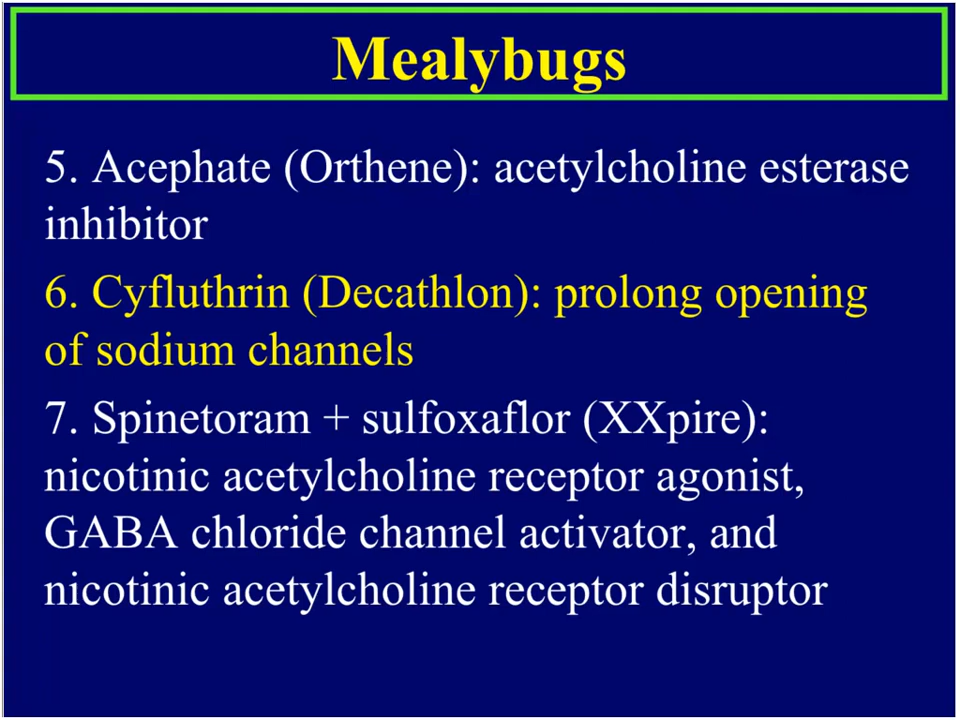 Mealybugs
5. Acephate (Orthene): acetylcholine esterase
inhibitor
6. Cyfluthrin (Decathlon): prolong opening
of sodium channels
7. Spinetoram + sulfoxaflor (XXpire):
nicotinic acetylcholine receptor agonist,
GABA chloride channel activator, and
nicotinic acetylcholine receptor disruptor